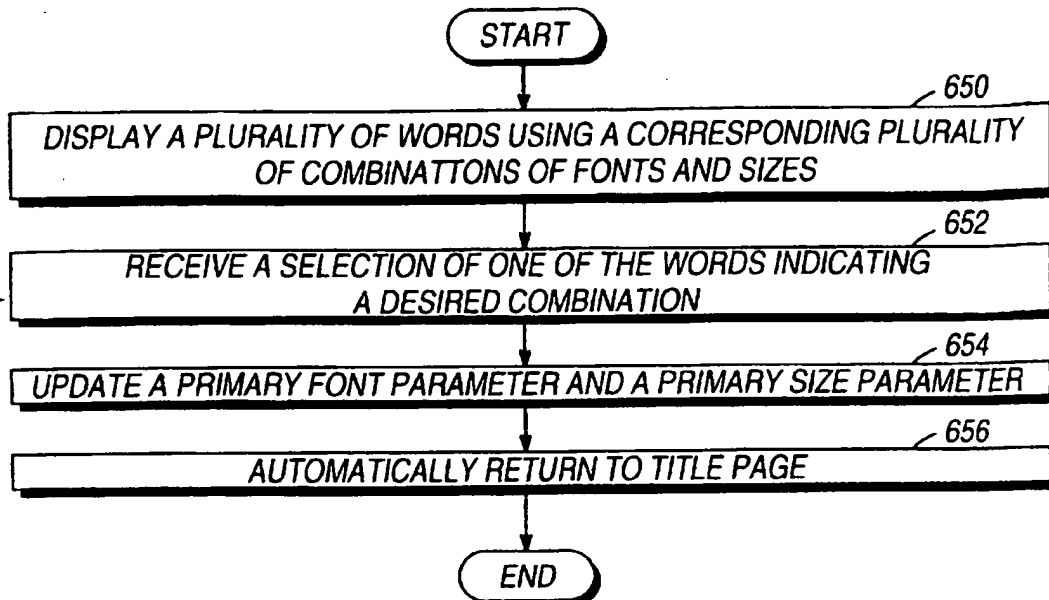 START
650
DISPLAY A PLURALITY OF WORDS USING A CORRESPONDING PLURALITY
OF COMBINATTONS OF FONTS AND SIZES
652
RECEIVE A SELECTION OF ONE OF THE WORDS INDICATING
A DESIRED COMBINATION
654
UPDATE A PRIMARY FONT PARAMETER AND A PRIMARY SIZE PARAMETER
656
AUTOMATICALLY RETURN TO TITLE PAGE
END